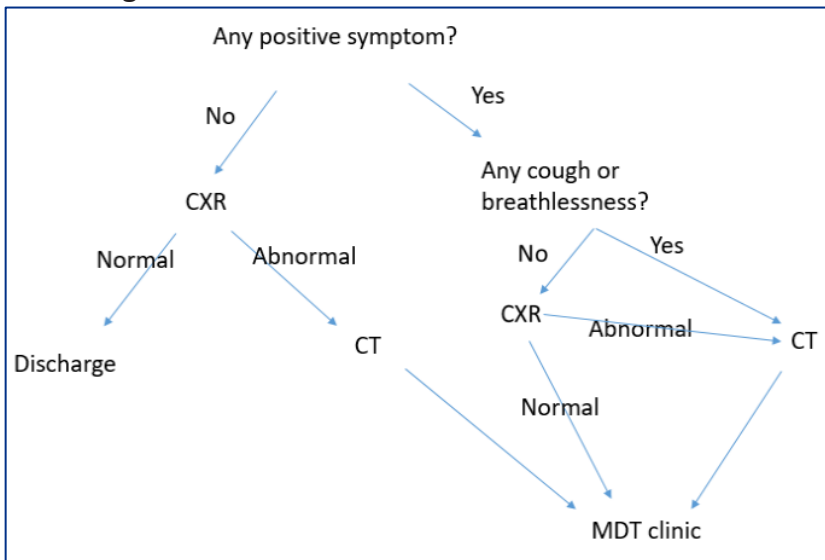 Any positive symptom?
Yes
No
Any cough or
breathlessness?
CXR
Normal
Abnormal
No
Yes
CXR
Abnormal
CT
CT
Discharge
Normal
MDT clinic